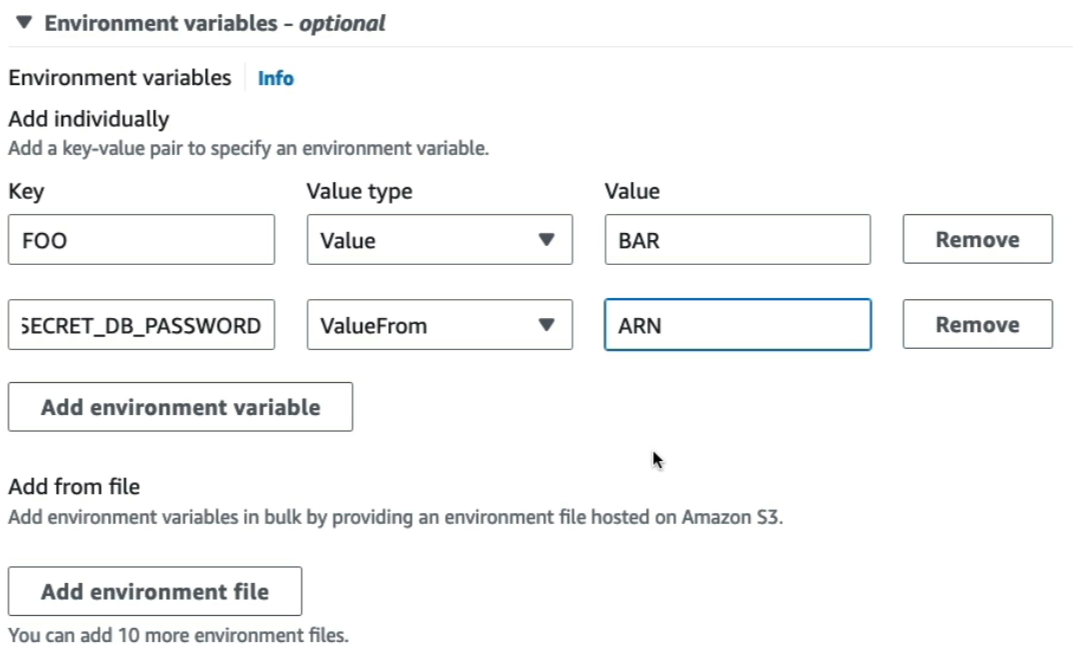 Environment variables – optional
Environment variables Info
Add individually
Add a key-value pair to specify an environment variable.
Key Value type Value
FOO Value BAR Remove
SECRET_DB_PASSWORD ValueFrom ARN Remove
Add environment variable
Add from file
Add environment variables in bulk by providing an environment file hosted on Amazon S3.
Add environment file
You can add 10 more environment files.